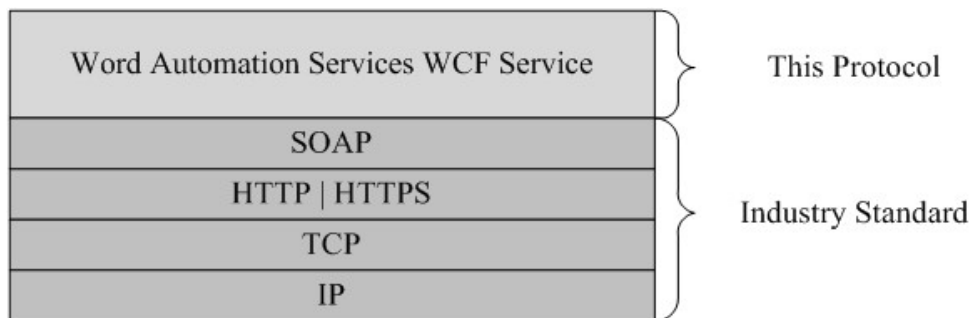 Word Automation Services WCF Service
This Protocol
SOAP
HTTP | HTTPS
TCP
IP
Industry Standard